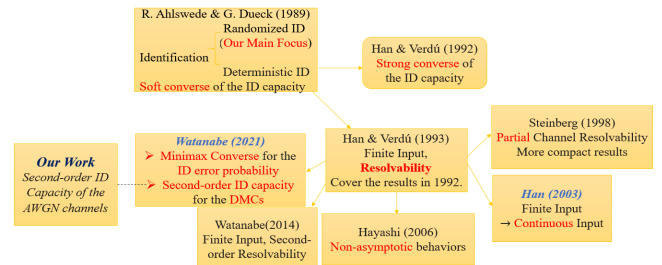 R. Ahlswede & G. Dueck (1989)
Randomized ID
(Our Main Focus)
Identification
Deterministic ID
Soft converse of the ID capacity
Han & Verdú (1992)
Strong converse of
the ID capacity
Steinberg (1998)
Partial Channel Resolvability
More compact results
Han & Verdú (1993)
Finite Input,
Resolvability
Cover the results in 1992.
Watanabe (2021)
➢ Minimax Converse for the
ID error probability
➢ Second-order ID capacity
for the DMCs
Our Work
Second-order ID
Capacity of the
AWGN channels
Han (2003)
Finite Input
→ Continuous Input
Watanabe(2014)
Finite Input, Second-
order Resolvability
Hayashi (2006)
Non-asymptotic behaviors